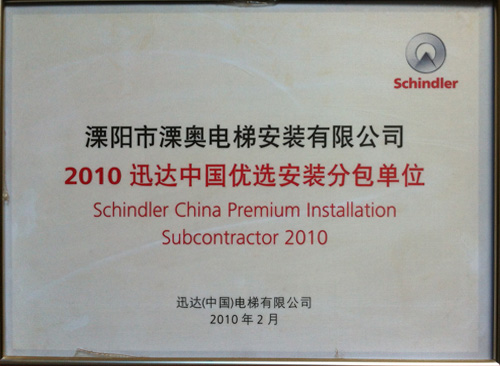 Schindler
溧阳市溧奥电梯安装有限公司
2010 迅达中国优选安装分包单位
Schindler China Premium Installation
Subcontractor 2010
迅达(中国)电梯有限公司
2010 年 2 月